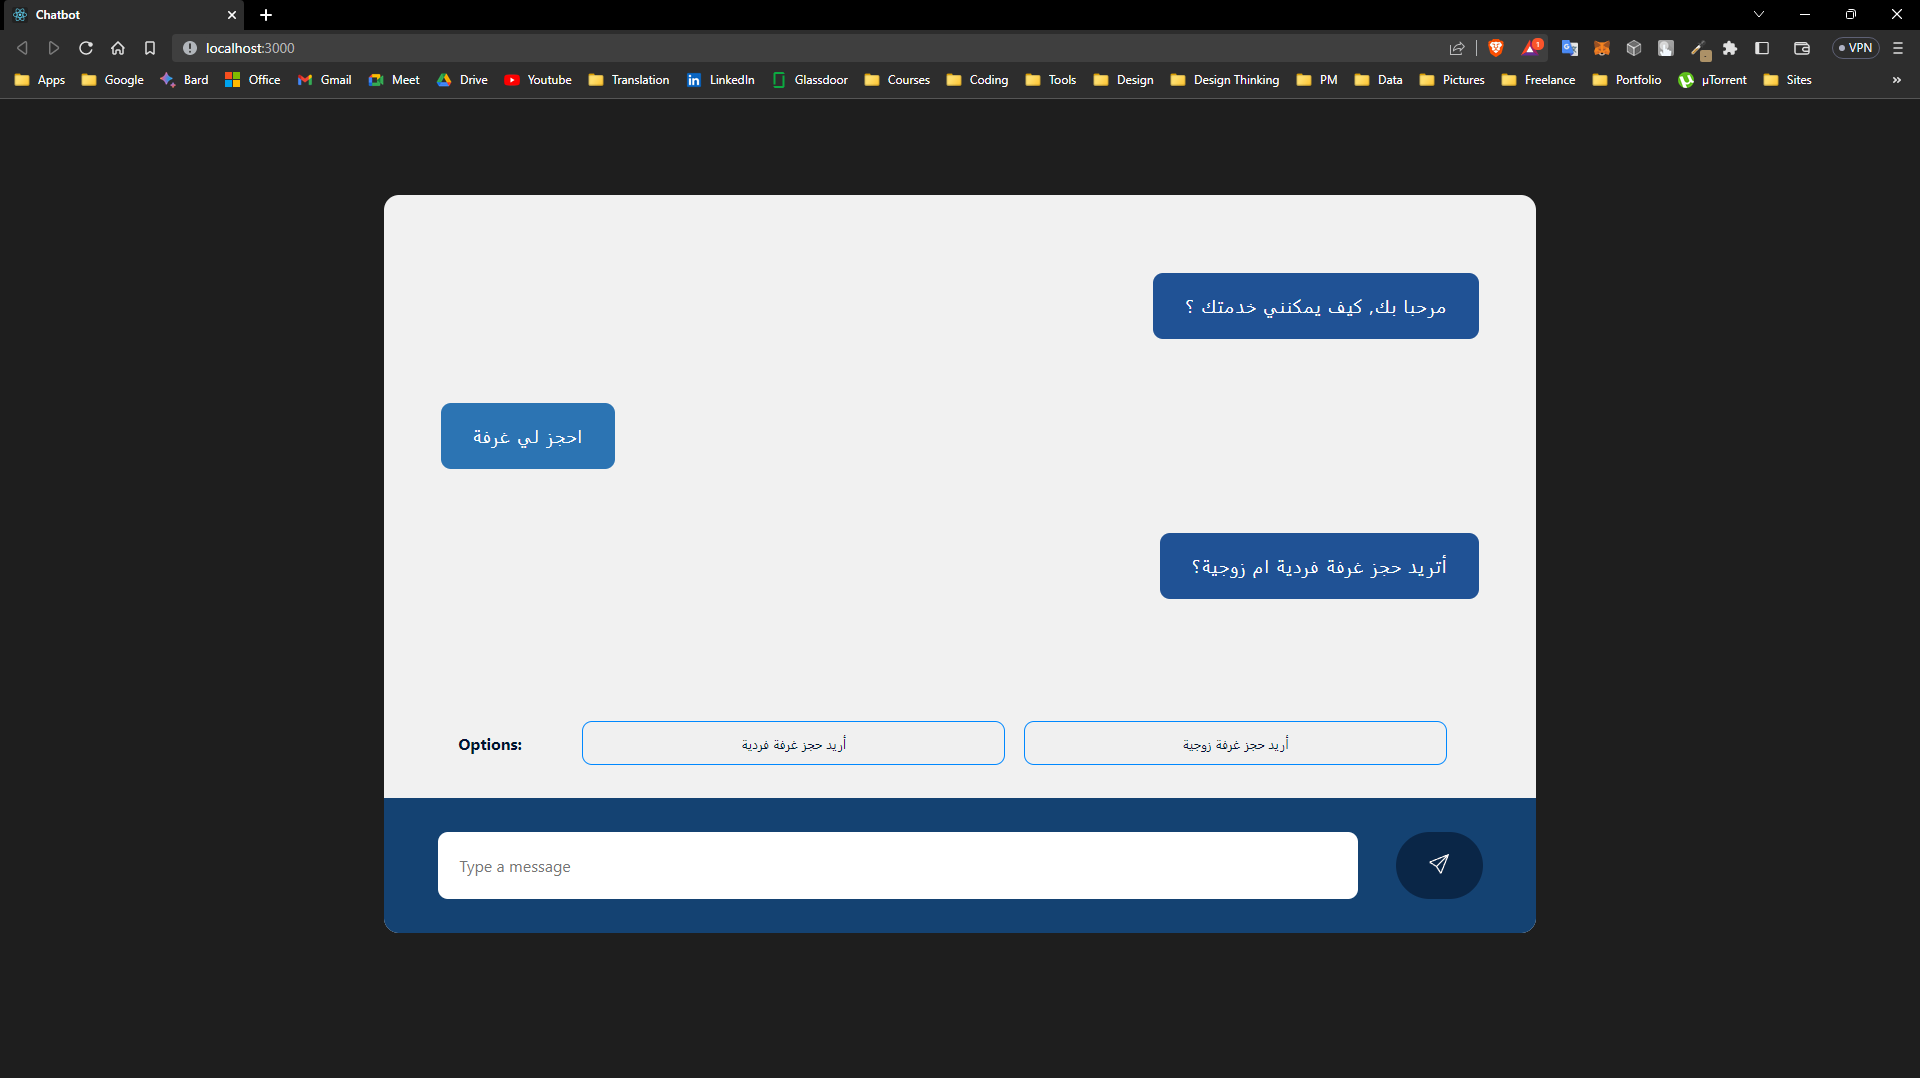 Chatbot
localhost:3000
1
VPN
Apps
Google
Bard
Office
Gmail
Meet
Drive
Youtube
Translation
LinkedIn
Glassdoor
Courses
Coding
Tools
Design
Design Thinking
PM
Data
Pictures
Freelance
Portfolio
µTorrent
Sites
»
مرحبا بك, كيف يمكنني خدمتك ؟
احجز لي غرفة
أتريد حجز غرفة فردية ام زوجية؟
Options:
أريد حجز غرفة فردية
أريد حجز غرفة زوجية
Type a message